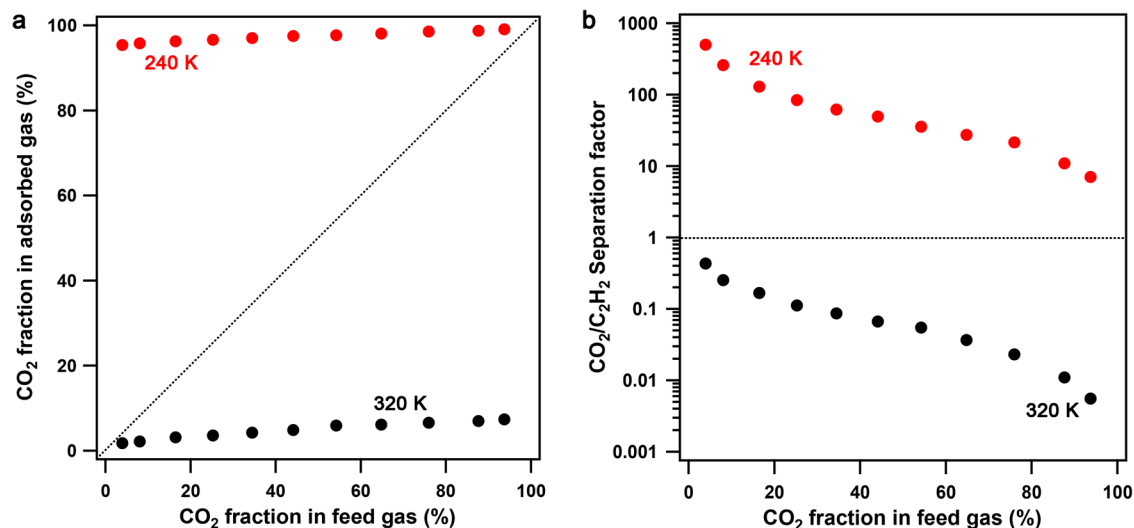 a
CO₂ fraction in adsorbed gas (%)
100
80
60
40
20
0
240 K
320 K
0 20 40 60 80 100
CO₂ fraction in feed gas (%)
b
CO₂/C₂H₂ Separation factor
1000
100
10
1
0.1
0.01
0.001
240 K
320 K
0 20 40 60 80 100
CO₂ fraction in feed gas (%)